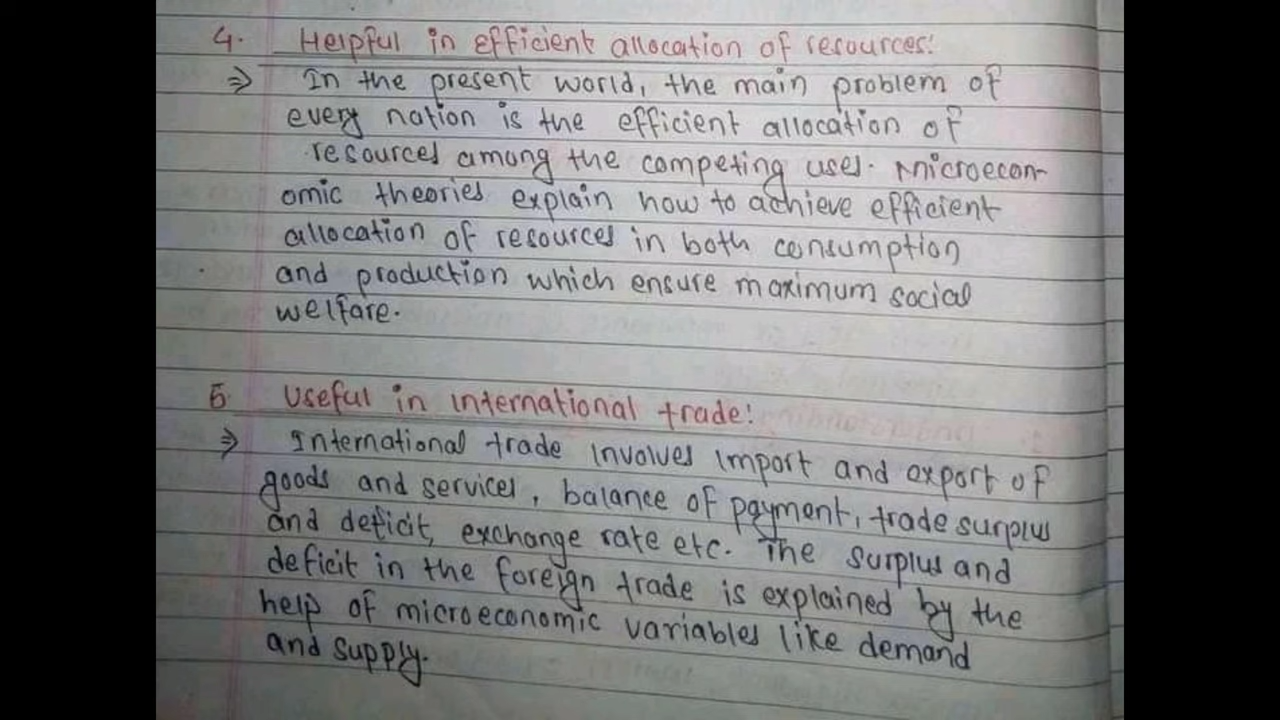 4. Helpful in efficient allocation of resources:
⇒ In the present world, the main problem of
every nation is the efficient allocation of
resources among the competing uses. Microecon-
omic theories explain how to achieve efficient
allocation of resources in both consumption
and production which ensure maximum social
welfare.
5. Useful in international trade:
⇒ International trade involves import and export of
goods and services, balance of payment, trade surplus
and deficit, exchange rate etc. The surplus and
deficit in the foreign trade is explained by the
help of microeconomic variables like demand
and supply.